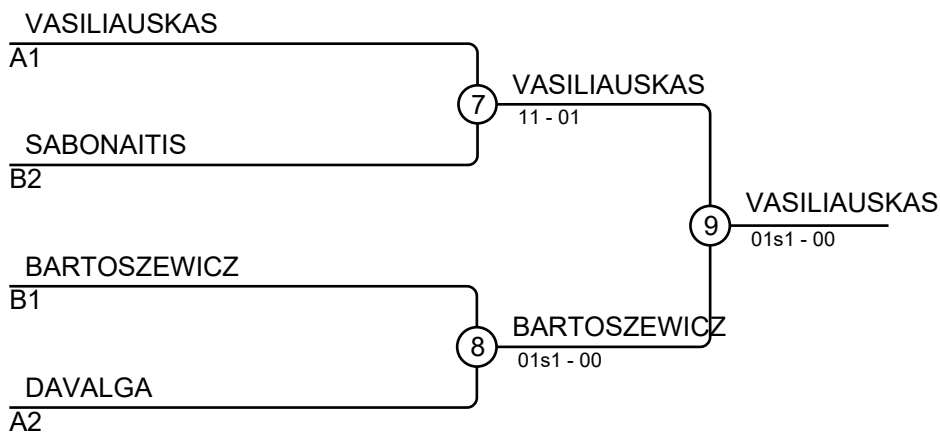 VASILIAUSKAS
A1
7
VASILIAUSKAS
11 - 01
SABONAITIS
B2
9
VASILIAUSKAS
01s1 - 00
BARTOSZEWICZ
B1
8
BARTOSZEWICZ
01s1 - 00
DAVALGA
A2